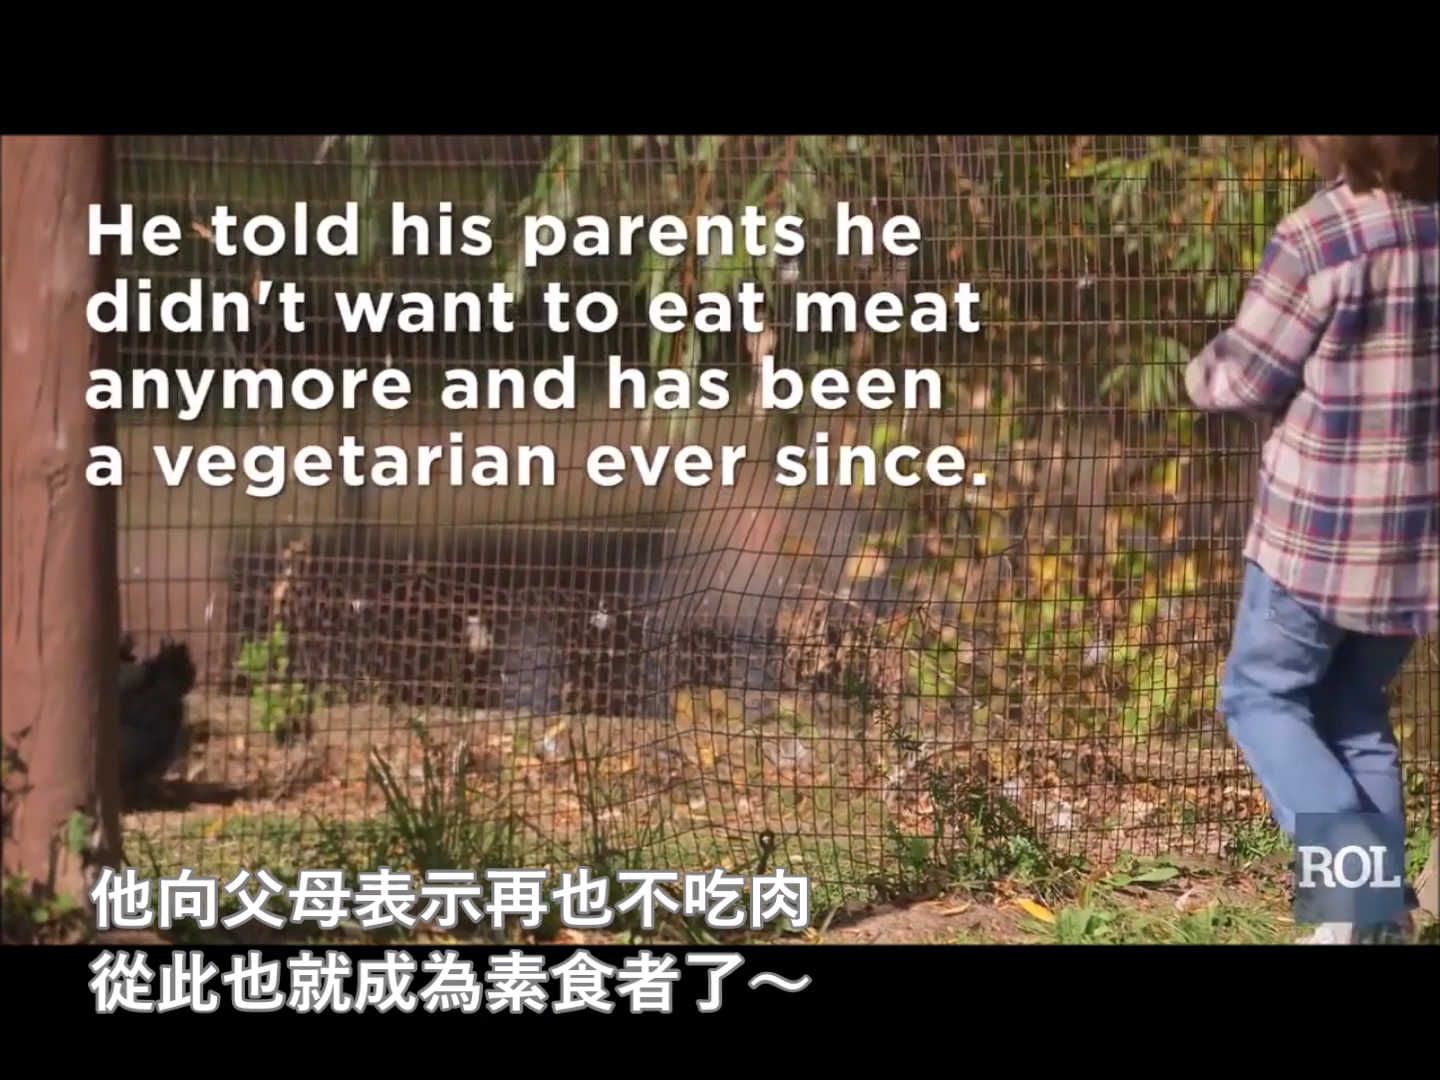 He told his parents he
didn't want to eat meat
anymore and has been
a vegetarian ever since.
ROL
他向父母表示再也不吃肉
從此也就成為素食者了～